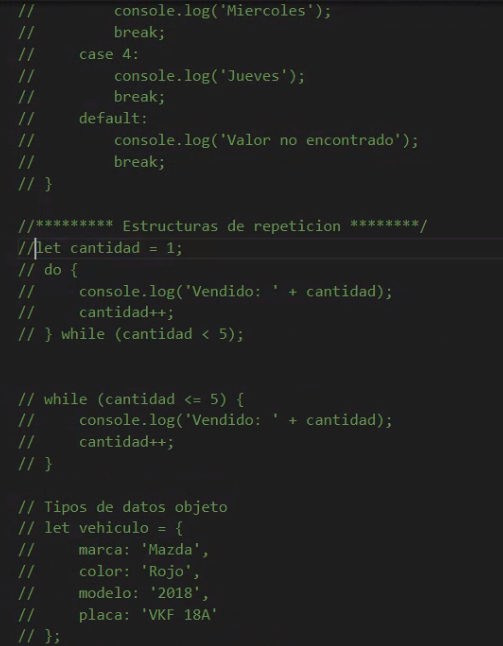 //         console.log('Miercoles');
//         break;
//     case 4:
//         console.log('Jueves');
//         break;
//     default:
//         console.log('Valor no encontrado');
//         break;
// }
//********* Estructuras de repeticion ********/
//let cantidad = 1;
// do {
//     console.log('Vendido: ' + cantidad);
//     cantidad++;
// } while (cantidad < 5);
// while (cantidad <= 5) {
//     console.log('Vendido: ' + cantidad);
//     cantidad++;
// }
// Tipos de datos objeto
// let vehiculo = {
//     marca: 'Mazda',
//     color: 'Rojo',
//     modelo: '2018',
//     placa: 'VKF 18A'
// };